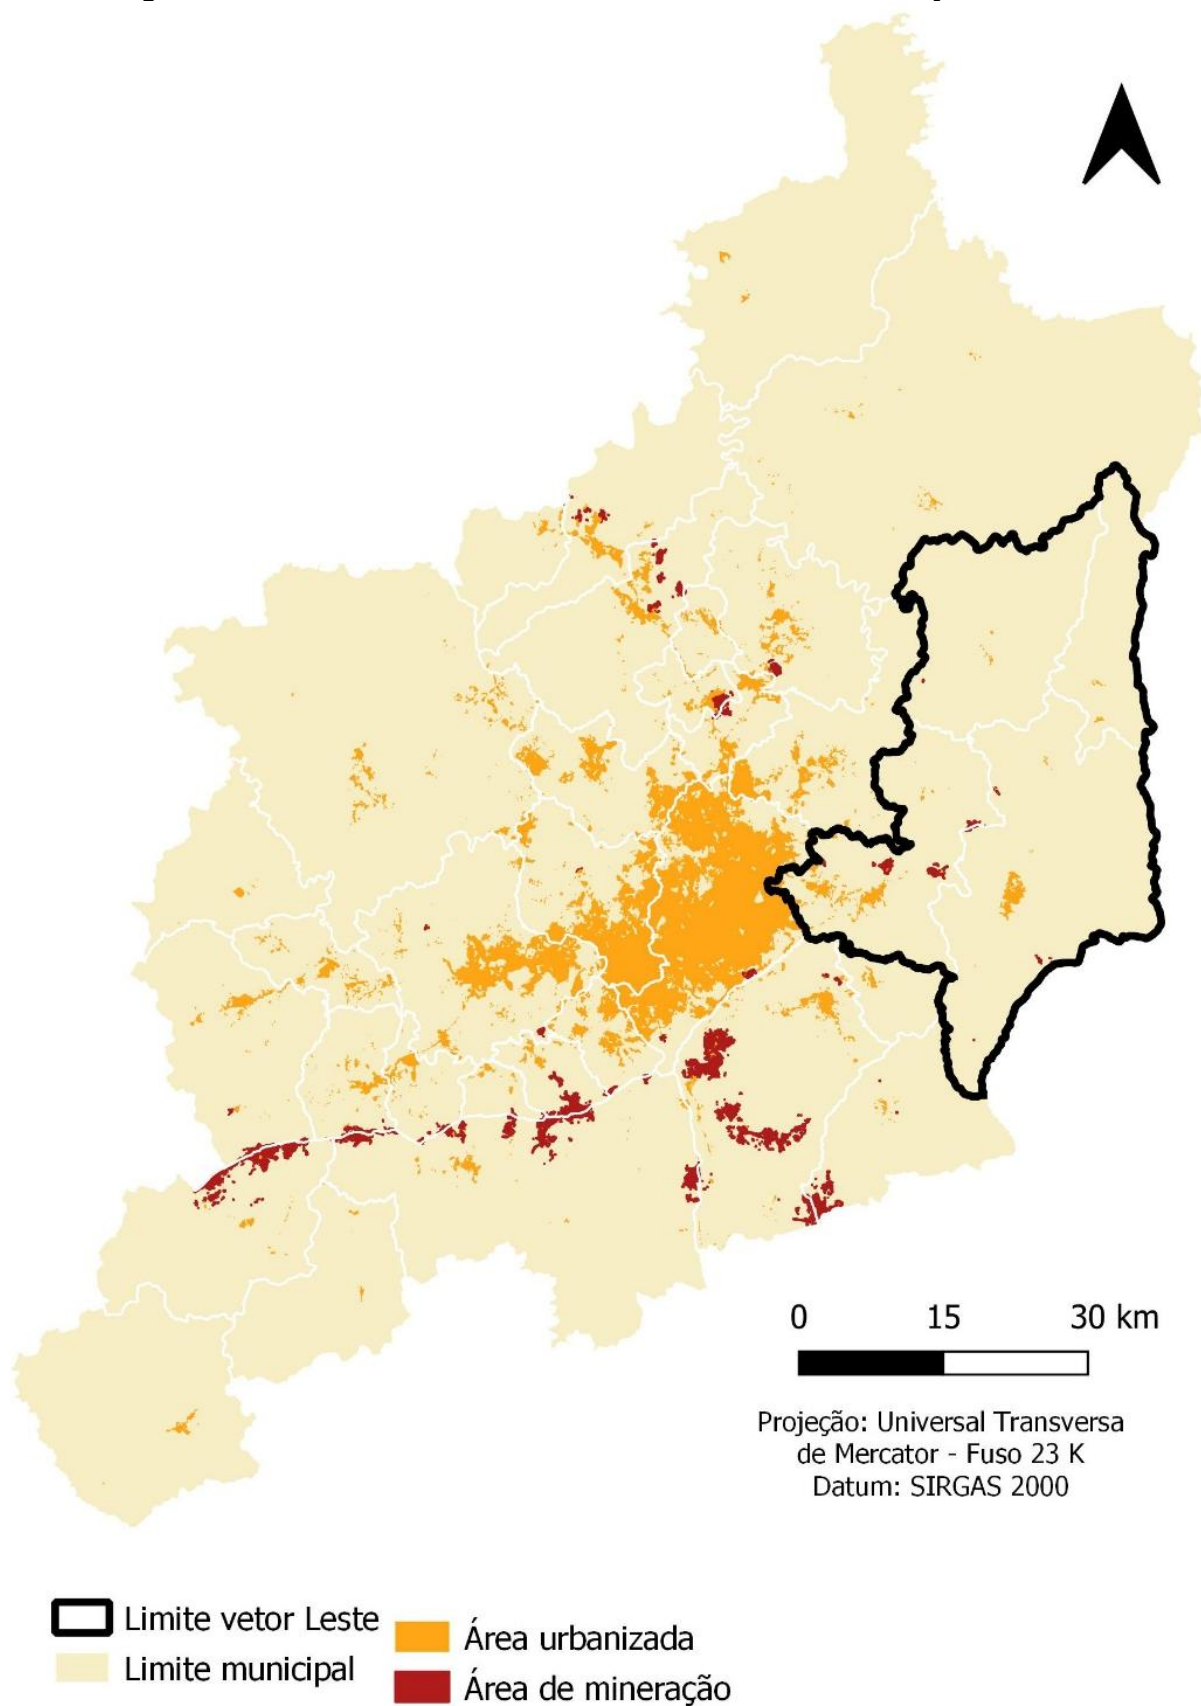 0 15 30 km
Projeção: Universal Transversa
de Mercator - Fuso 23 K
Datum: SIRGAS 2000
Limite vetor Leste
Limite municipal
Área urbanizada
Área de mineração